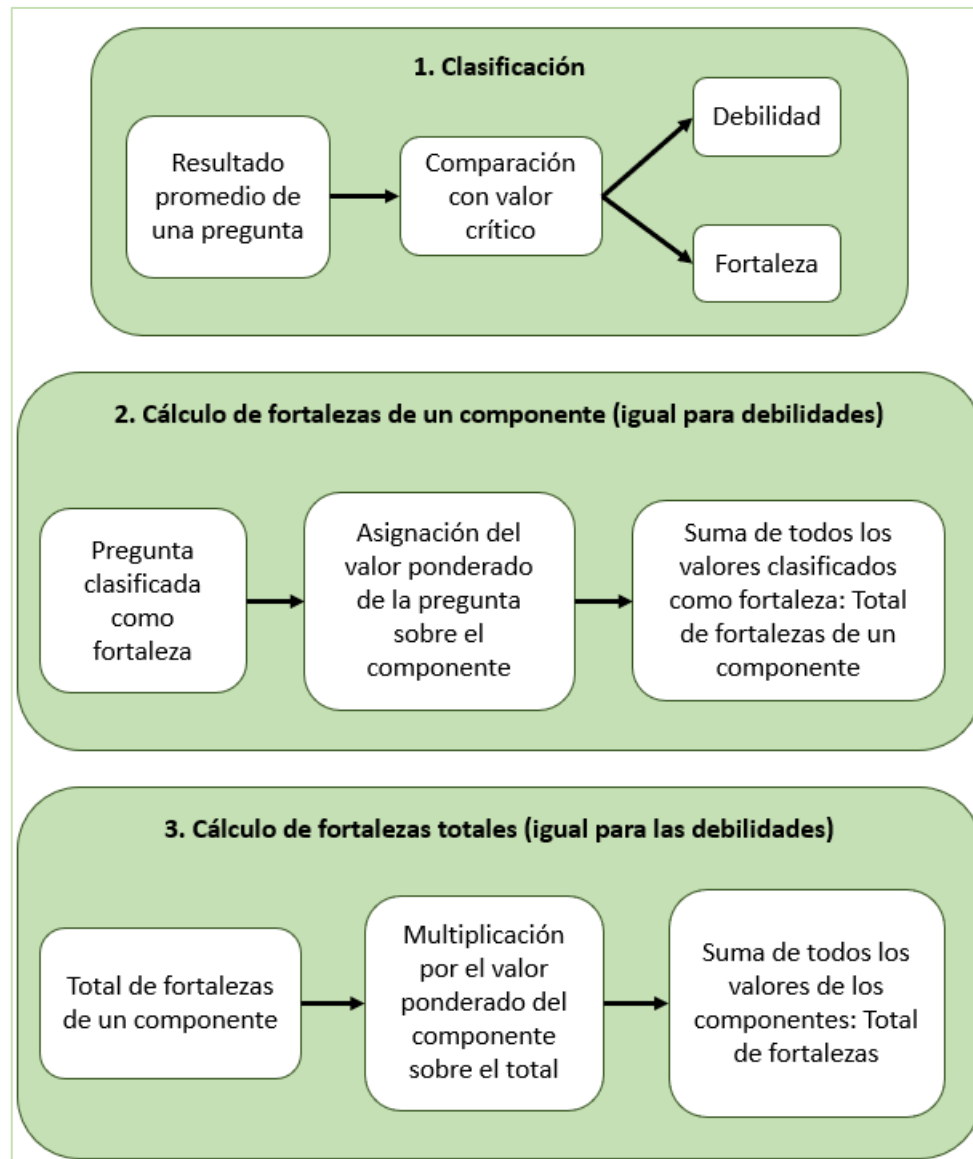 1. Clasificación
Resultado
promedio de
una pregunta
Comparación
con valor
crítico
Debilidad
Fortaleza
2. Cálculo de fortalezas de un componente (igual para debilidades)
Pregunta
clasificada
como
fortaleza
Asignación del
valor ponderado
de la pregunta
sobre el
componente
Suma de todos los
valores clasificados
como fortaleza: Total
de fortalezas de un
componente
3. Cálculo de fortalezas totales (igual para las debilidades)
Total de fortalezas
de un componente
Multiplicación
por el valor
ponderado del
componente
sobre el total
Suma de todos los
valores de los
componentes: Total
de fortalezas